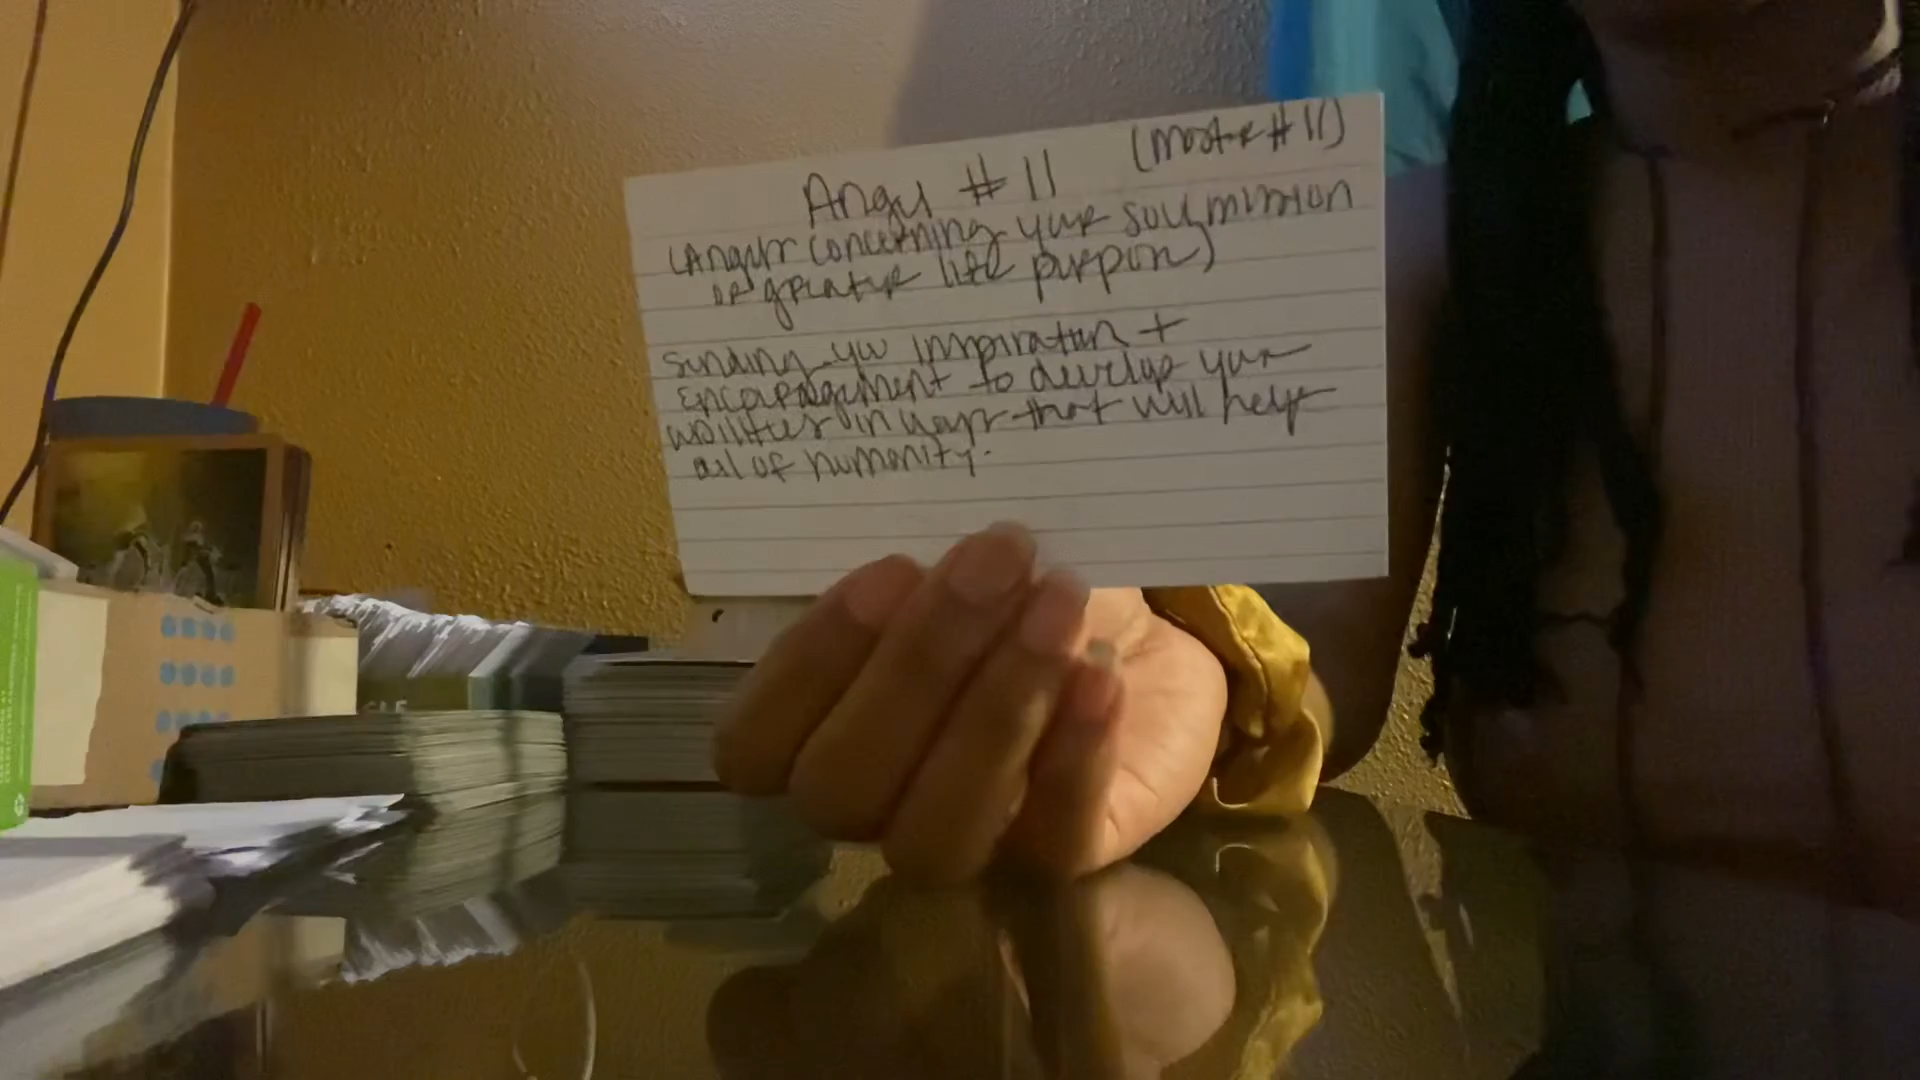 (Master #11)
Angel #11
(Angels concerning your soul mission
or greater life purpose)
Sending you inspiration +
encouragement to develop your
abilities in ways that will help
all of humanity.